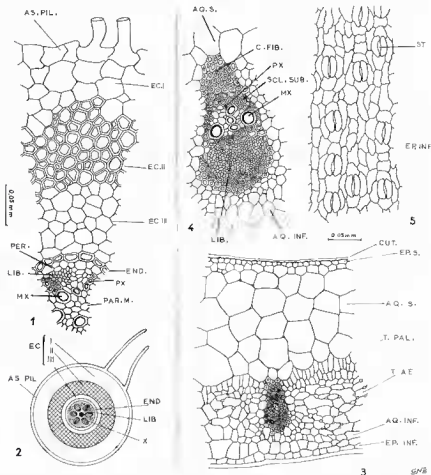 AS. PIL.
EC.I
EC.II
EC III
0.05 mm
PER.
LIB.
MX
END.
PX
PAR. M.
1
EC
I
II
III
AS. PIL
END
LIB
X
2
AQ. S.
C. FIB.
PX
SCL. SUB.
MX
LIB.
AQ. INF.
4
ST
EP. INF
5
0.05mm
CUT.
EP. S.
AQ. S.
T. PAL.
T. AE
AQ. INF.
EP. INF.
3